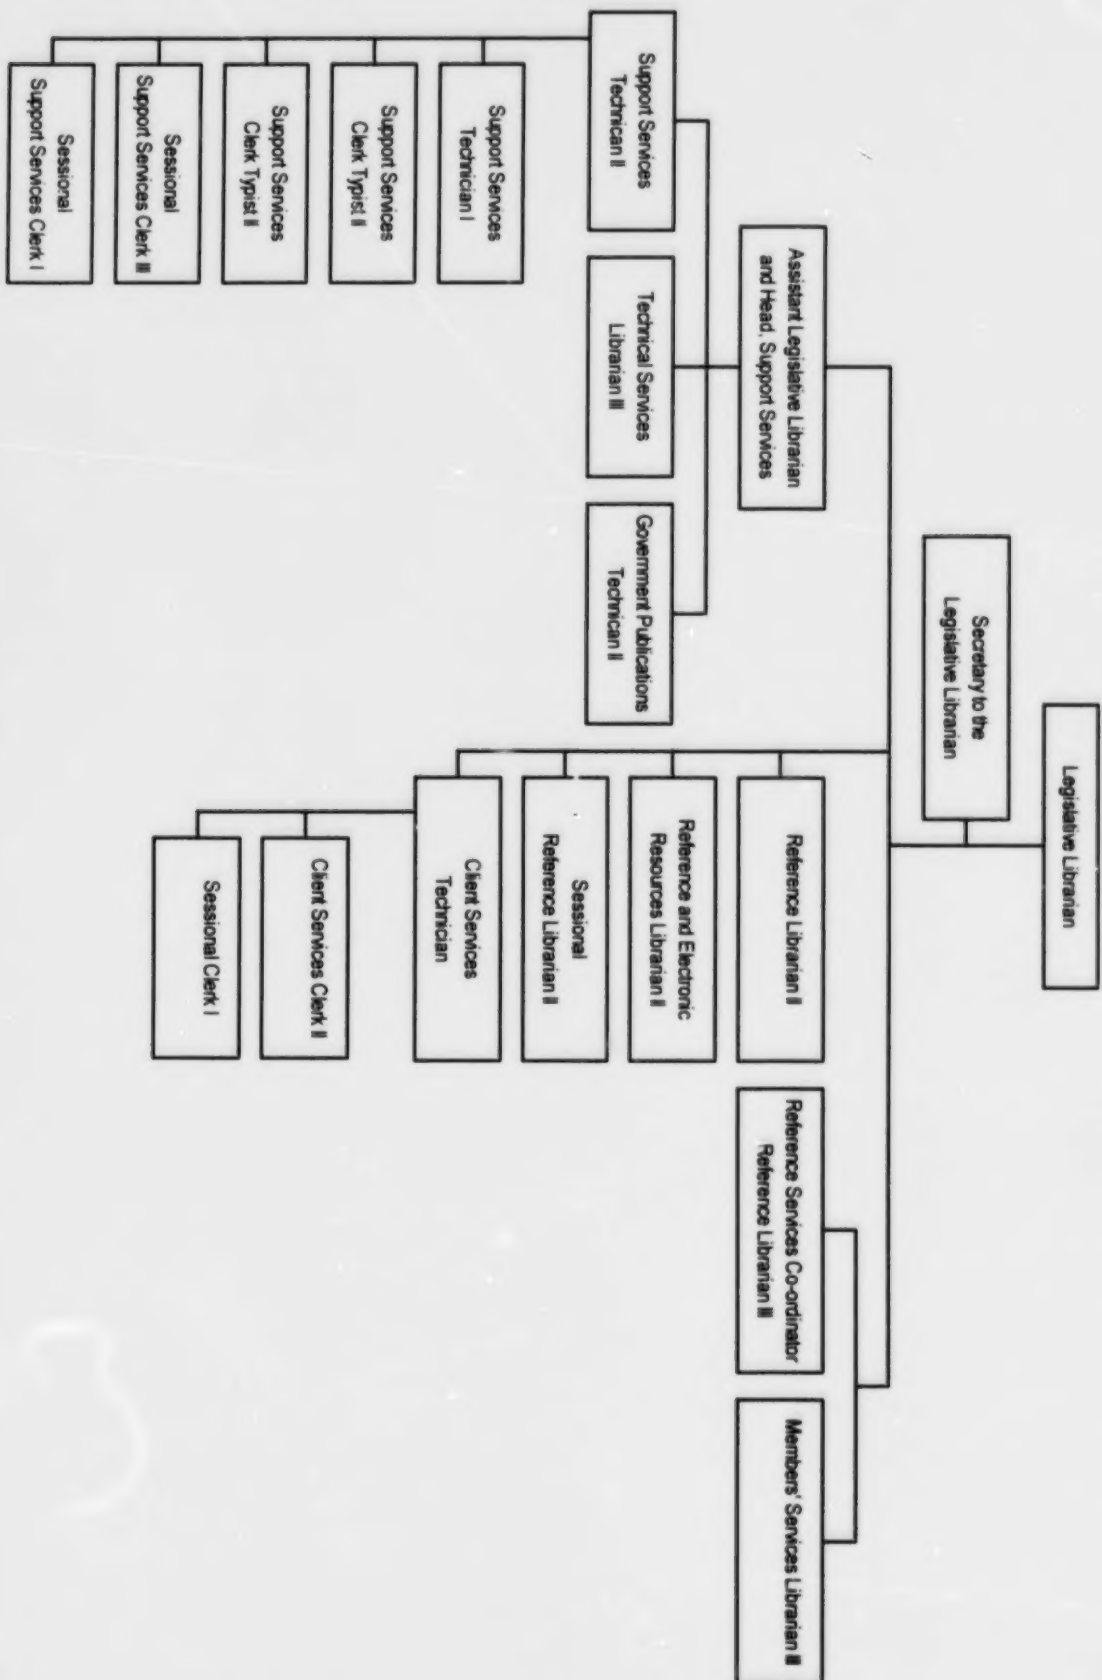 Legislative Librarian
Secretary to the
Legislative Librarian
Assistant Legislative Librarian
and Head, Support Services
Support Services
Technican II
Technical Services
Librarian III
Government Publications
Technican II
Support Services
Technician I
Support Services
Clerk Typist II
Support Services
Clerk Typist II
Sessional
Support Services Clerk III
Sessional
Support Services Clerk I
Reference Librarian II
Reference and Electronic
Resources Librarian II
Sessional
Reference Librarian II
Client Services
Technician
Client Services Clerk II
Sessional Clerk I
Reference Services Co-ordinator
Reference Librarian III
Members' Services Librarian III